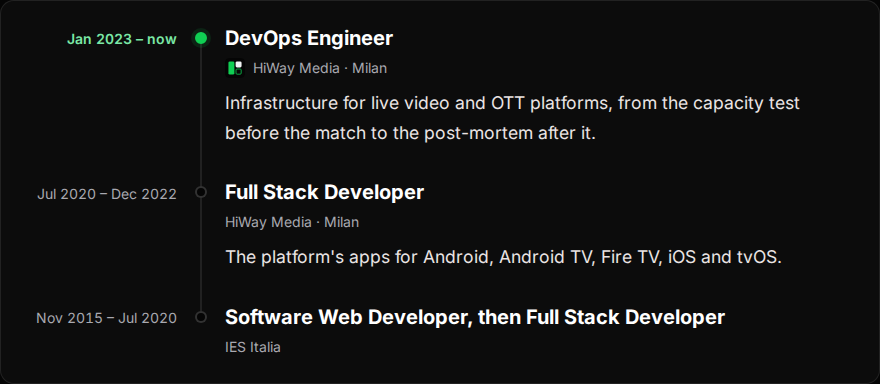 Jan 2023 – now
DevOps Engineer
HiWay Media · Milan
Infrastructure for live video and OTT platforms, from the capacity test
before the match to the post-mortem after it.
Jul 2020 – Dec 2022
Full Stack Developer
HiWay Media · Milan
The platform's apps for Android, Android TV, Fire TV, iOS and tvOS.
Nov 2015 – Jul 2020
Software Web Developer, then Full Stack Developer
IES Italia